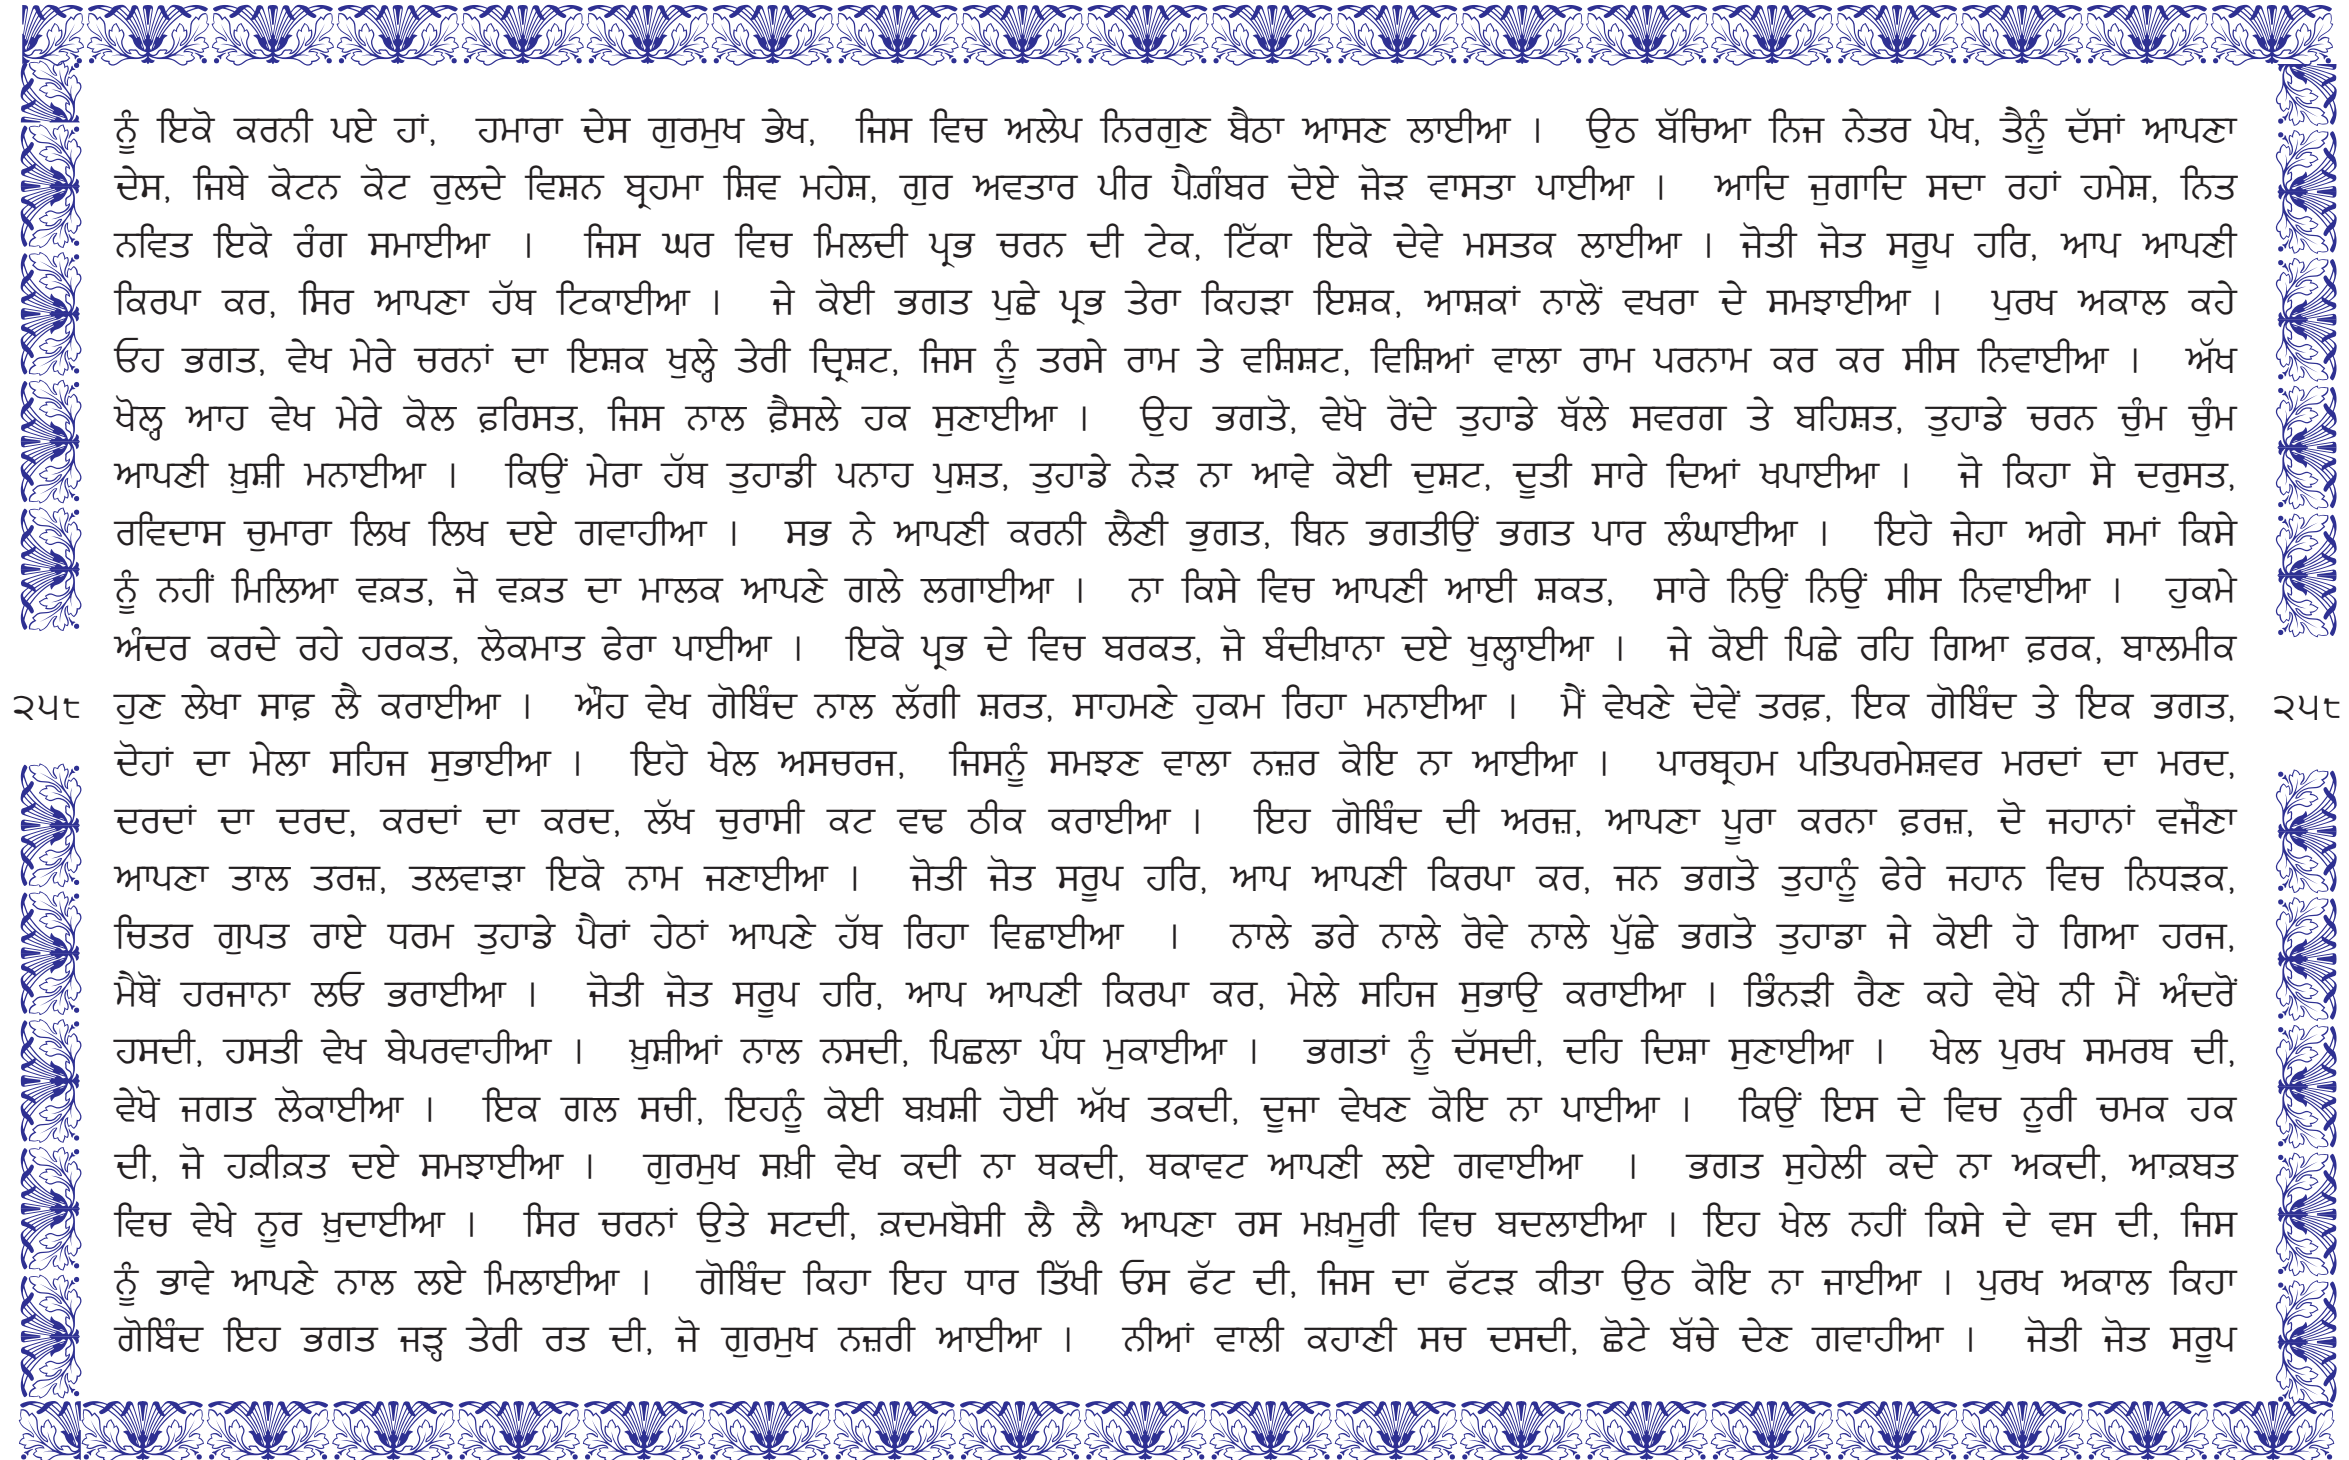 ਨੂੰ ਇਕੋ ਕਰਨੀ ਪਏ ਹਾਂ, ਹਮਾਰਾ ਦੇਸ ਗੁਰਮੁਖ ਭੇਖ, ਜਿਸ ਵਿਚ ਅਲੇਪ ਨਿਰਗੁਣ ਬੈਠਾ ਆਸਣ ਲਾਈਆ । ਉਠ ਬੱਚਿਆ ਨਿਜ ਨੇਤਰ ਪੇਖ, ਤੈਨੂੰ ਦੱਸਾਂ ਆਪਣਾ
ਦੇਸ, ਜਿਥੇ ਕੋਟਨ ਕੋਟ ਰੁਲਦੇ ਵਿਸ਼ਨ ਬ੍ਰਹਮਾ ਸ਼ਿਵ ਮਹੇਸ਼, ਗੁਰ ਅਵਤਾਰ ਪੀਰ ਪੈਗ਼ੰਬਰ ਦੋਏ ਜੋੜ ਵਾਸਤਾ ਪਾਈਆ । ਆਦਿ ਜੁਗਾਦਿ ਸਦਾ ਰਹਾਂ ਹਮੇਸ਼, ਨਿਤ
ਨਵਿਤ ਇਕੋ ਰੰਗ ਸਮਾਈਆ । ਜਿਸ ਘਰ ਵਿਚ ਮਿਲਦੀ ਪ੍ਰਭ ਚਰਨ ਦੀ ਟੇਕ, ਟਿੱਕਾ ਇਕੋ ਦੇਵੇ ਮਸਤਕ ਲਾਈਆ । ਜੋਤੀ ਜੋਤ ਸਰੂਪ ਹਰਿ, ਆਪ ਆਪਣੀ
ਕਿਰਪਾ ਕਰ, ਸਿਰ ਆਪਣਾ ਹੱਥ ਟਿਕਾਈਆ । ਜੇ ਕੋਈ ਭਗਤ ਪੁਛੇ ਪ੍ਰਭ ਤੇਰਾ ਕਿਹੜਾ ਇਸ਼ਕ, ਆਸ਼ਕਾਂ ਨਾਲੋਂ ਵਖਰਾ ਦੇ ਸਮਝਾਈਆ । ਪੁਰਖ ਅਕਾਲ ਕਹੇ
ਓਹ ਭਗਤ, ਵੇਖ ਮੇਰੇ ਚਰਨਾਂ ਦਾ ਇਸ਼ਕ ਖੁਲ੍ਹੇ ਤੇਰੀ ਦ੍ਰਿਸ਼ਟ, ਜਿਸ ਨੂੰ ਤਰਸੇ ਰਾਮ ਤੇ ਵਸ਼ਿਸ਼ਟ, ਵਿਸ਼ਿਆਂ ਵਾਲਾ ਰਾਮ ਪਰਨਾਮ ਕਰ ਕਰ ਸੀਸ ਨਿਵਾਈਆ । ਅੱਖ
ਖੋਲ੍ਹ ਆਹ ਵੇਖ ਮੇਰੇ ਕੋਲ ਫ਼ਰਿਸਤ, ਜਿਸ ਨਾਲ ਫ਼ੈਸਲੇ ਹਕ ਸੁਣਾਈਆ । ਉਹ ਭਗਤੋ, ਵੇਖੋ ਰੋਂਦੇ ਤੁਹਾਡੇ ਥੱਲੇ ਸਵਰਗ ਤੇ ਬਹਿਸ਼ਤ, ਤੁਹਾਡੇ ਚਰਨ ਚੁੰਮ ਚੁੰਮ
ਆਪਣੀ ਖ਼ੁਸ਼ੀ ਮਨਾਈਆ । ਕਿਉਂ ਮੇਰਾ ਹੱਥ ਤੁਹਾਡੀ ਪਨਾਹ ਪੁਸ਼ਤ, ਤੁਹਾਡੇ ਨੇੜ ਨਾ ਆਵੇ ਕੋਈ ਦੁਸ਼ਟ, ਦੂਤੀ ਸਾਰੇ ਦਿਆਂ ਖਪਾਈਆ । ਜੋ ਕਿਹਾ ਸੋ ਦਰੁਸਤ,
ਰਵਿਦਾਸ ਚੁਮਾਰਾ ਲਿਖ ਲਿਖ ਦਏ ਗਵਾਹੀਆ । ਸਭ ਨੇ ਆਪਣੀ ਕਰਨੀ ਲੈਣੀ ਭੁਗਤ, ਬਿਨ ਭਗਤੀਉਂ ਭਗਤ ਪਾਰ ਲੰਘਾਈਆ । ਇਹੋ ਜੇਹਾ ਅਗੇ ਸਮਾਂ ਕਿਸੇ
ਨੂੰ ਨਹੀਂ ਮਿਲਿਆ ਵਕ਼ਤ, ਜੋ ਵਕ਼ਤ ਦਾ ਮਾਲਕ ਆਪਣੇ ਗਲੇ ਲਗਾਈਆ । ਨਾ ਕਿਸੇ ਵਿਚ ਆਪਣੀ ਆਈ ਸ਼ਕਤ, ਸਾਰੇ ਨਿਉਂ ਨਿਉਂ ਸੀਸ ਨਿਵਾਈਆ । ਹੁਕਮੇ
ਅੰਦਰ ਕਰਦੇ ਰਹੇ ਹਰਕਤ, ਲੋਕਮਾਤ ਫੇਰਾ ਪਾਈਆ । ਇਕੋ ਪ੍ਰਭ ਦੇ ਵਿਚ ਬਰਕਤ, ਜੋ ਬੰਦੀਖ਼ਾਨਾ ਦਏ ਖੁਲ੍ਹਾਈਆ । ਜੇ ਕੋਈ ਪਿਛੇ ਰਹਿ ਗਿਆ ਫ਼ਰਕ, ਬਾਲਮੀਕ
੨੫੮ ਹੁਣ ਲੇਖਾ ਸਾਫ਼ ਲੈ ਕਰਾਈਆ । ਔਹ ਵੇਖ ਗੋਬਿੰਦ ਨਾਲ ਲੱਗੀ ਸ਼ਰਤ, ਸਾਹਮਣੇ ਹੁਕਮ ਰਿਹਾ ਮਨਾਈਆ । ਮੈਂ ਵੇਖਣੇ ਦੋਵੇਂ ਤਰਫ਼, ਇਕ ਗੋਬਿੰਦ ਤੇ ਇਕ ਭਗਤ, ੨੫੮
ਦੋਹਾਂ ਦਾ ਮੇਲਾ ਸਹਿਜ ਸੁਭਾਈਆ । ਇਹੋ ਖੇਲ ਅਸਚਰਜ, ਜਿਸਨੂੰ ਸਮਝਣ ਵਾਲਾ ਨਜ਼ਰ ਕੋਇ ਨਾ ਆਈਆ । ਪਾਰਬ੍ਰਹਮ ਪਤਿਪਰਮੇਸ਼ਵਰ ਮਰਦਾਂ ਦਾ ਮਰਦ,
ਦਰਦਾਂ ਦਾ ਦਰਦ, ਕਰਦਾਂ ਦਾ ਕਰਦ, ਲੱਖ ਚੁਰਾਸੀ ਕਟ ਵਢ ਠੀਕ ਕਰਾਈਆ । ਇਹ ਗੋਬਿੰਦ ਦੀ ਅਰਜ਼, ਆਪਣਾ ਪੂਰਾ ਕਰਨਾ ਫ਼ਰਜ਼, ਦੋ ਜਹਾਨਾਂ ਵਜੌਣਾ
ਆਪਣਾ ਤਾਲ ਤਰਜ਼, ਤਲਵਾੜਾ ਇਕੋ ਨਾਮ ਜਣਾਈਆ । ਜੋਤੀ ਜੋਤ ਸਰੂਪ ਹਰਿ, ਆਪ ਆਪਣੀ ਕਿਰਪਾ ਕਰ, ਜਨ ਭਗਤੋ ਤੁਹਾਨੂੰ ਫੇਰੇ ਜਹਾਨ ਵਿਚ ਨਿਧੜਕ,
ਚਿਤਰ ਗੁਪਤ ਰਾਏ ਧਰਮ ਤੁਹਾਡੇ ਪੈਰਾਂ ਹੇਠਾਂ ਆਪਣੇ ਹੱਥ ਰਿਹਾ ਵਿਛਾਈਆ । ਨਾਲੇ ਡਰੇ ਨਾਲੇ ਰੋਵੇ ਨਾਲੇ ਪੁੱਛੇ ਭਗਤੋ ਤੁਹਾਡਾ ਜੇ ਕੋਈ ਹੋ ਗਿਆ ਹਰਜ,
ਮੈਥੋਂ ਹਰਜਾਨਾ ਲਓ ਭਰਾਈਆ । ਜੋਤੀ ਜੋਤ ਸਰੂਪ ਹਰਿ, ਆਪ ਆਪਣੀ ਕਿਰਪਾ ਕਰ, ਮੇਲੇ ਸਹਿਜ ਸੁਭਾਉ ਕਰਾਈਆ । ਭਿੰਨੜੀ ਰੈਣ ਕਹੇ ਵੇਖੋ ਨੀ ਮੈਂ ਅੰਦਰੋਂ
ਹਸਦੀ, ਹਸਤੀ ਵੇਖ ਬੇਪਰਵਾਹੀਆ । ਖ਼ੁਸ਼ੀਆਂ ਨਾਲ ਨਸਦੀ, ਪਿਛਲਾ ਪੰਧ ਮੁਕਾਈਆ । ਭਗਤਾਂ ਨੂੰ ਦੱਸਦੀ, ਦਹਿ ਦਿਸ਼ਾ ਸੁਣਾਈਆ । ਖੇਲ ਪੁਰਖ ਸਮਰਥ ਦੀ,
ਵੇਖੋ ਜਗਤ ਲੋਕਾਈਆ । ਇਕ ਗਲ ਸਚੀ, ਇਹਨੂੰ ਕੋਈ ਬਖ਼ਸ਼ੀ ਹੋਈ ਅੱਖ ਤਕਦੀ, ਦੂਜਾ ਵੇਖਣ ਕੋਇ ਨਾ ਪਾਈਆ । ਕਿਉਂ ਇਸ ਦੇ ਵਿਚ ਨੂਰੀ ਚਮਕ ਹਕ
ਦੀ, ਜੋ ਹਕ਼ੀਕ਼ਤ ਦਏ ਸਮਝਾਈਆ । ਗੁਰਮੁਖ ਸਖ਼ੀ ਵੇਖ ਕਦੀ ਨਾ ਥਕਦੀ, ਥਕਾਵਟ ਆਪਣੀ ਲਏ ਗਵਾਈਆ । ਭਗਤ ਸੁਹੇਲੀ ਕਦੇ ਨਾ ਅਕਦੀ, ਆਕ਼ਬਤ
ਵਿਚ ਵੇਖੇ ਨੂਰ ਖ਼ੁਦਾਈਆ । ਸਿਰ ਚਰਨਾਂ ਉਤੇ ਸਟਦੀ, ਕ਼ਦਮਬੋਸੀ ਲੈ ਲੈ ਆਪਣਾ ਰਸ ਮਖ਼ਮੂਰੀ ਵਿਚ ਬਦਲਾਈਆ । ਇਹ ਖੇਲ ਨਹੀਂ ਕਿਸੇ ਦੇ ਵਸ ਦੀ, ਜਿਸ
ਨੂੰ ਭਾਵੇ ਆਪਣੇ ਨਾਲ ਲਏ ਮਿਲਾਈਆ । ਗੋਬਿੰਦ ਕਿਹਾ ਇਹ ਧਾਰ ਤਿੱਖੀ ਓਸ ਫੱਟ ਦੀ, ਜਿਸ ਦਾ ਫੱਟੜ ਕੀਤਾ ਉਠ ਕੋਇ ਨਾ ਜਾਈਆ । ਪੁਰਖ ਅਕਾਲ ਕਿਹਾ
ਗੋਬਿੰਦ ਇਹ ਭਗਤ ਜੜ੍ਹ ਤੇਰੀ ਰਤ ਦੀ, ਜੋ ਗੁਰਮੁਖ ਨਜ਼ਰੀ ਆਈਆ । ਨੀਆਂ ਵਾਲੀ ਕਹਾਣੀ ਸਚ ਦਸਦੀ, ਛੋਟੇ ਬੱਚੇ ਦੇਣ ਗਵਾਹੀਆ । ਜੋਤੀ ਜੋਤ ਸਰੂਪ